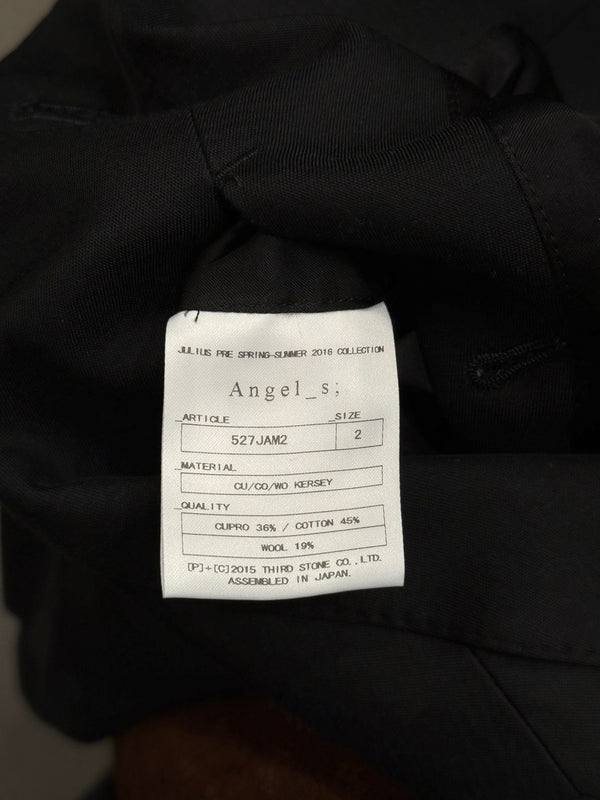 JULIUS PRE SPRING-SUMMER 2016 COLLECTION
Angel_s;
_ARTICLE _SIZE
527JAM2 2
_MATERIAL
CU/CO/WO KERSEY
_QUALITY
CUPRO 36% / COTTON 45%
WOOL 19%
[P]+[C]2015 THIRD STONE CO.,LTD.
ASSEMBLED IN JAPAN.